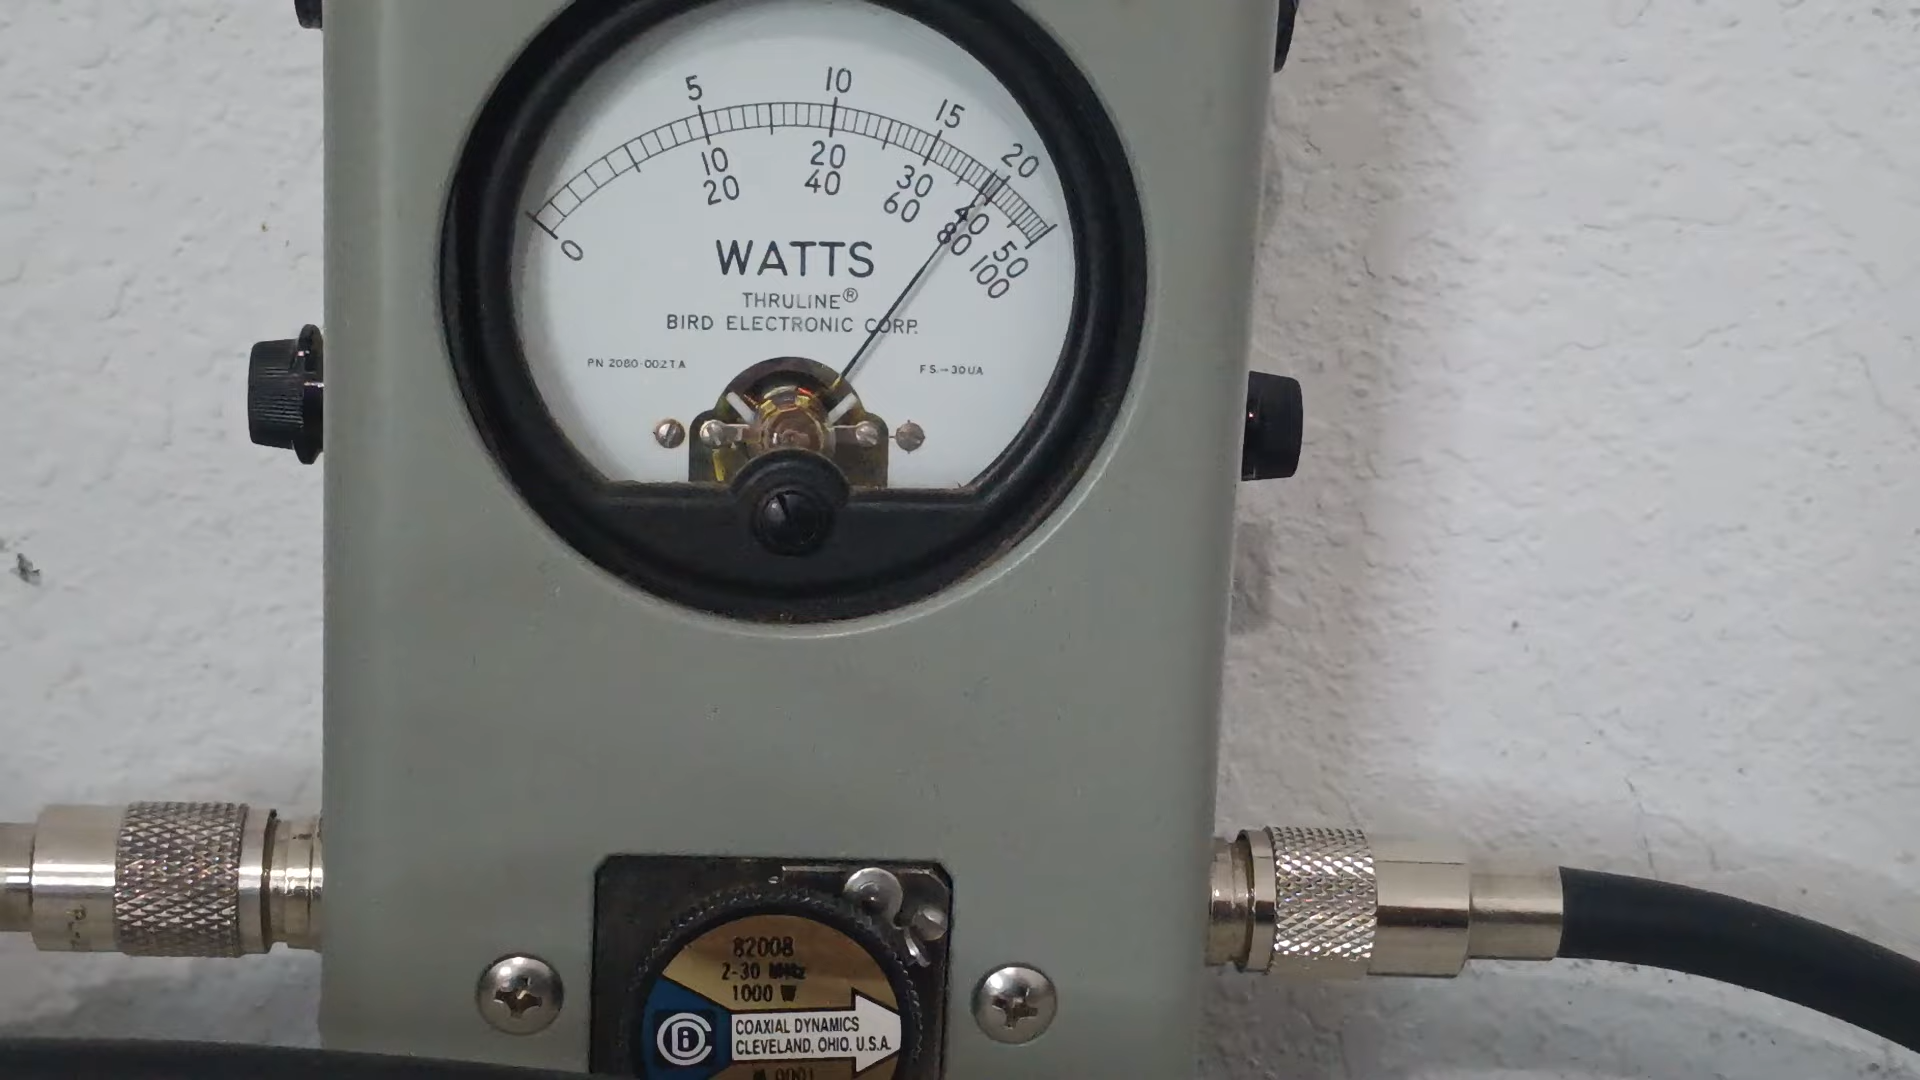 5 10 15 20
0 10 20 30 40 50
20 40 60 80 100
WATTS
THRULINE®
BIRD ELECTRONIC CORP.
PN 2080-002TA
FS.-30UA
82008
2-30 MHz
1000 W
COAXIAL DYNAMICS
CLEVELAND, OHIO, U.S.A.